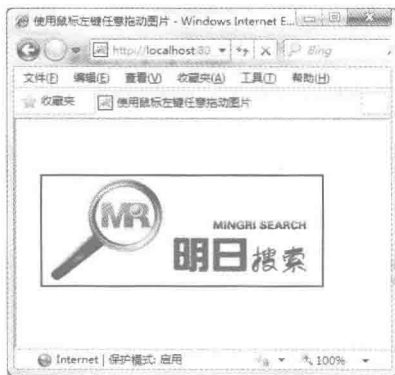 使用鼠标左键任意拖动图片 - Windows Internet E...
http://localhost:80
Bing
文件(F) 编辑(E) 查看(V) 收藏夹(A) 工具(T) 帮助(H)
收藏夹 使用鼠标左键任意拖动图片
MR
MINGRI SEARCH
明日搜索
Internet | 保护模式: 启用 100%